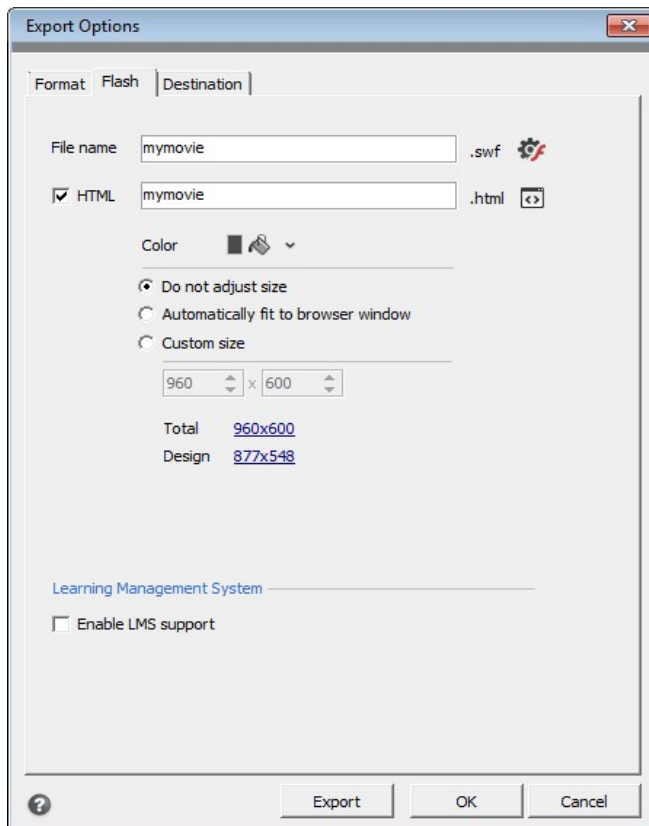 Export Options
Format Flash Destination
File name mymovie .swf
HTML mymovie .html
Color
Do not adjust size
Automatically fit to browser window
Custom size
960 x 600
Total 960x600
Design 877x548
Learning Management System
Enable LMS support
Export OK Cancel